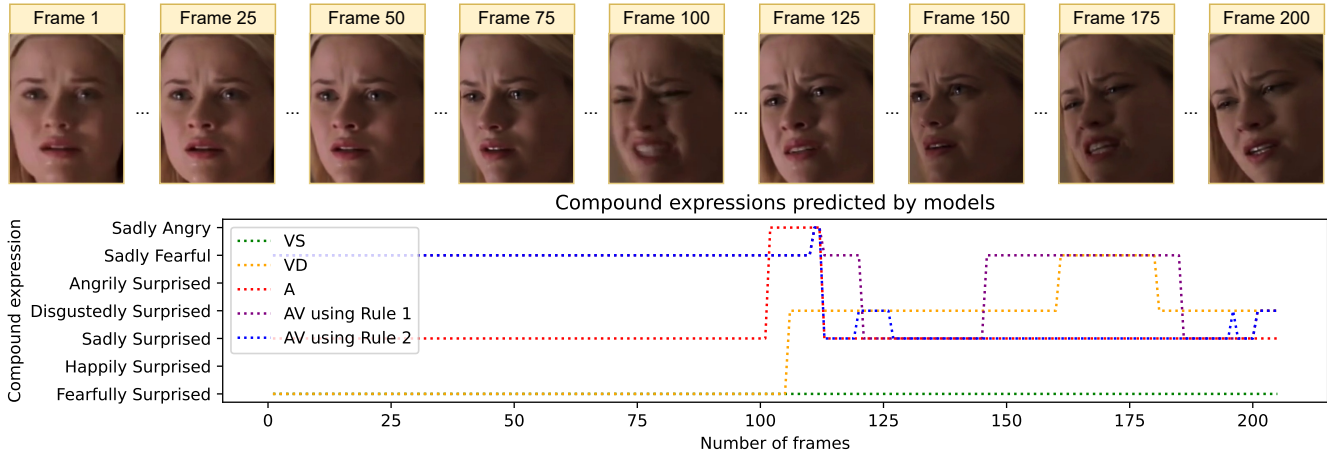 Frame 1 Frame 25 Frame 50 Frame 75 Frame 100 Frame 125 Frame 150 Frame 175 Frame 200
... ... ... ... ... ... ... ...
Compound expressions predicted by models
Compound expression
Sadly Angry
Sadly Fearful
Angrily Surprised
Disgustedly Surprised
Sadly Surprised
Happily Surprised
Fearfully Surprised
VS
VD
A
AV using Rule 1
AV using Rule 2
0 25 50 75 100 125 150 175 200
Number of frames